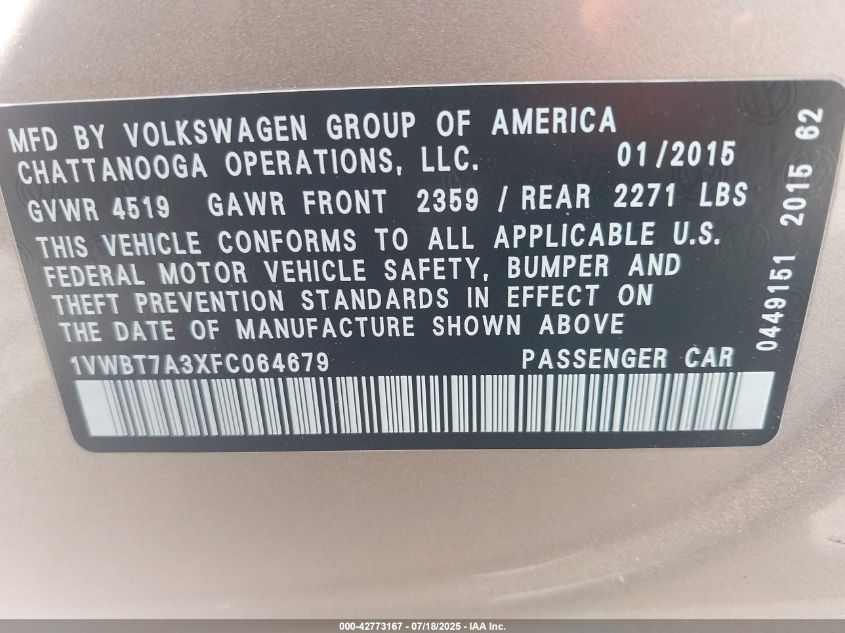 MFD BY VOLKSWAGEN GROUP OF AMERICA
CHATTANOOGA OPERATIONS, LLC. 01/2015
GVWR 4519 GAWR FRONT 2359 / REAR 2271 LBS
THIS VEHICLE CONFORMS TO ALL APPLICABLE U.S.
FEDERAL MOTOR VEHICLE SAFETY, BUMPER AND
THEFT PREVENTION STANDARDS IN EFFECT ON
THE DATE OF MANUFACTURE SHOWN ABOVE
1VWBT7A3XFC064679 PASSENGER CAR
0449151 2015 62
000-42773167 - 07/18/2025 - IAA Inc.